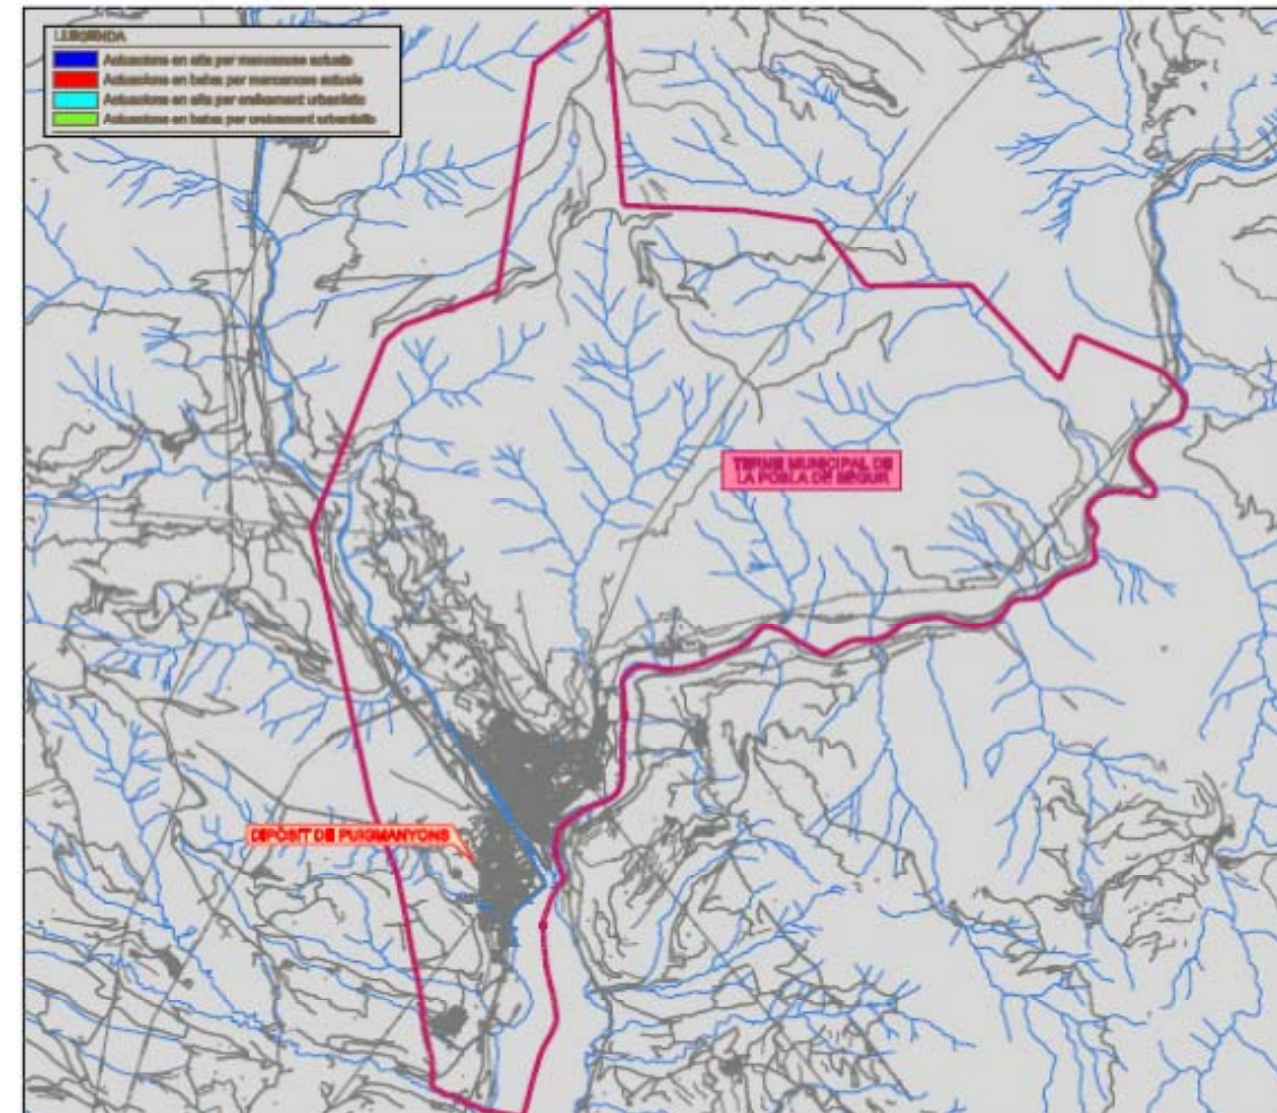 LLEGENDA
Actuacions en alta per mancances actuals
Actuacions en baixa per mancances actuals
Actuacions en alta per creixement urbanístic
Actuacions en baixa per creixement urbanístic
TERME MUNICIPAL DE
LA POBLA DE SEGUR
DIPÒSIT DE PUIGMANYONS